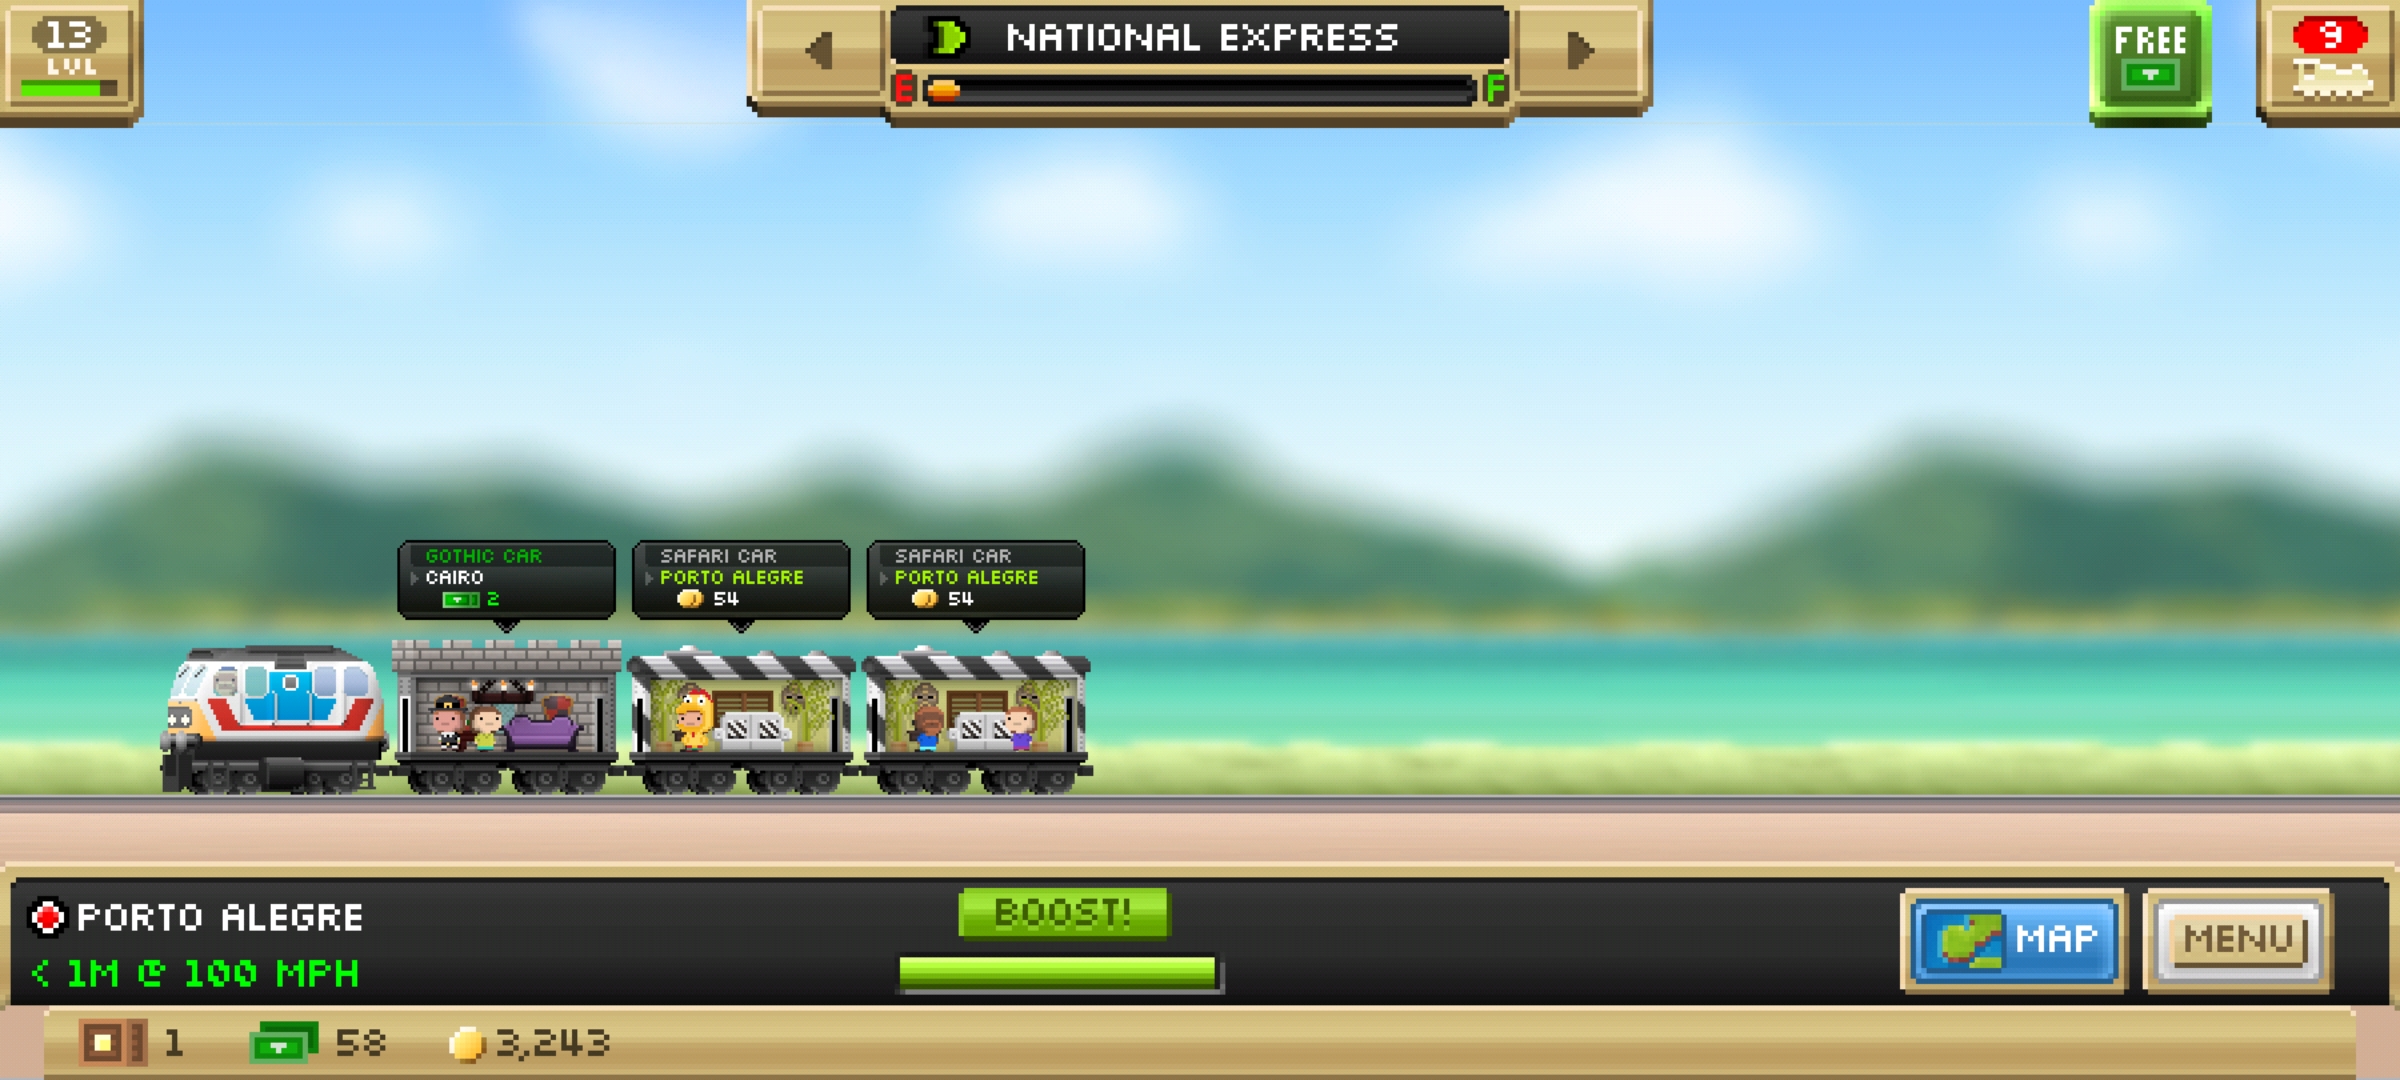 13
LVL
NATIONAL EXPRESS
E F
FREE
9
GOTHIC CAR
CAIRO
2
SAFARI CAR
PORTO ALEGRE
54
SAFARI CAR
PORTO ALEGRE
54
PORTO ALEGRE
< 1M @ 100 MPH
BOOST!
MAP
MENU
1
58
3,243